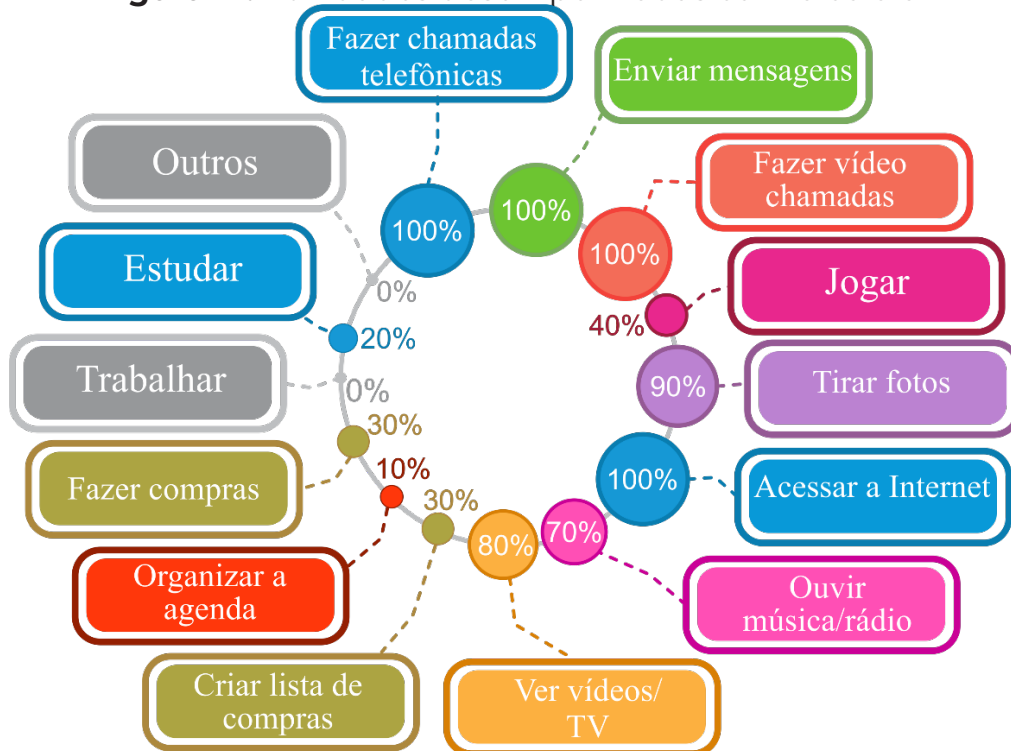 Fazer chamadas
telefônicas
Enviar mensagens
Outros
Fazer vídeo
chamadas
100%
100%
100%
Estudar
Jogar
0%
40%
20%
Trabalhar
0%
90%
Tirar fotos
30%
Fazer compras
10%
100%
Acessar a Internet
30%
80%
70%
Organizar a
agenda
Ouvir
música/rádio
Criar lista de
compras
Ver vídeos/
TV